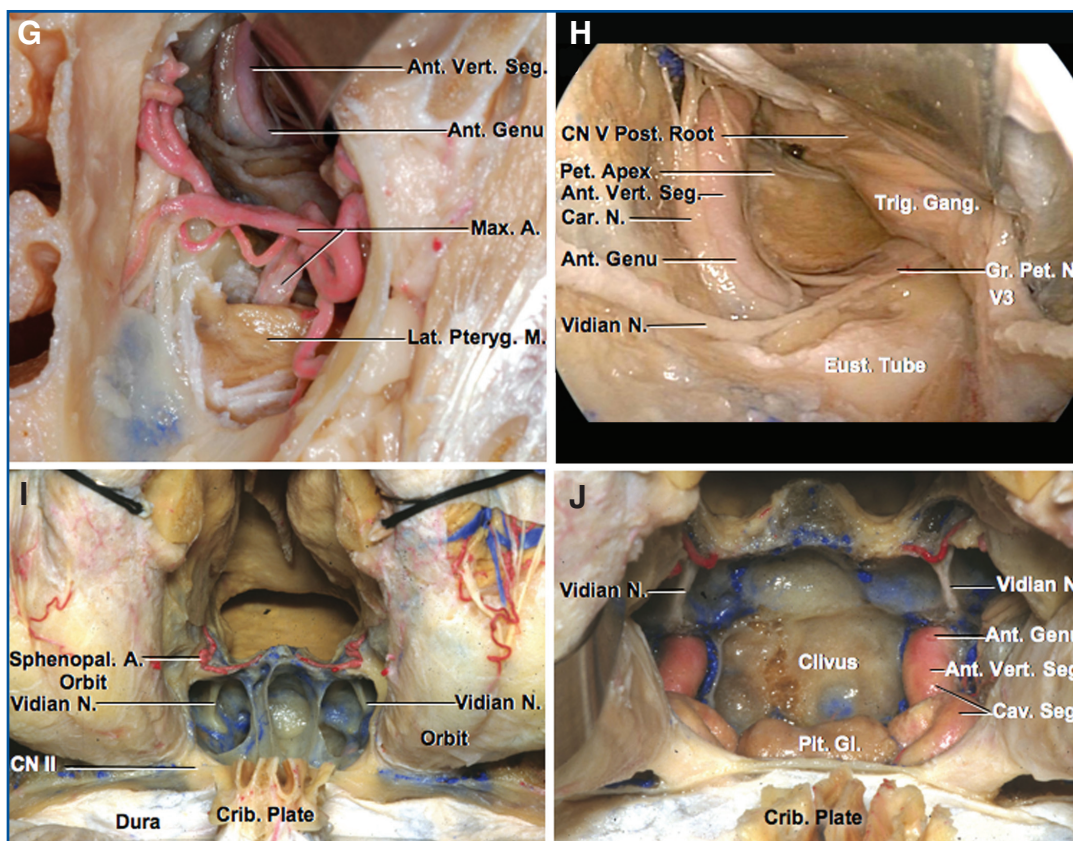 G
Ant. Vert. Seg.
Ant. Genu
Max. A.
Lat. Pteryg. M.
H
CN V Post. Root
Pet. Apex
Ant. Vert. Seg.
Trig. Gang.
Car. N.
Ant. Genu
Gr. Pet. N
V3
Vidian N.
Eust. Tube
I
Sphenopal. A.
Orbit
Vidian N.
Vidian N.
Orbit
CN II
Crib. Plate
Dura
J
Vidian N.
Vidian N
Ant. Genu
Clivus
Ant. Vert. Seg
Cav. Seg
Pit. Gl.
Crib. Plate